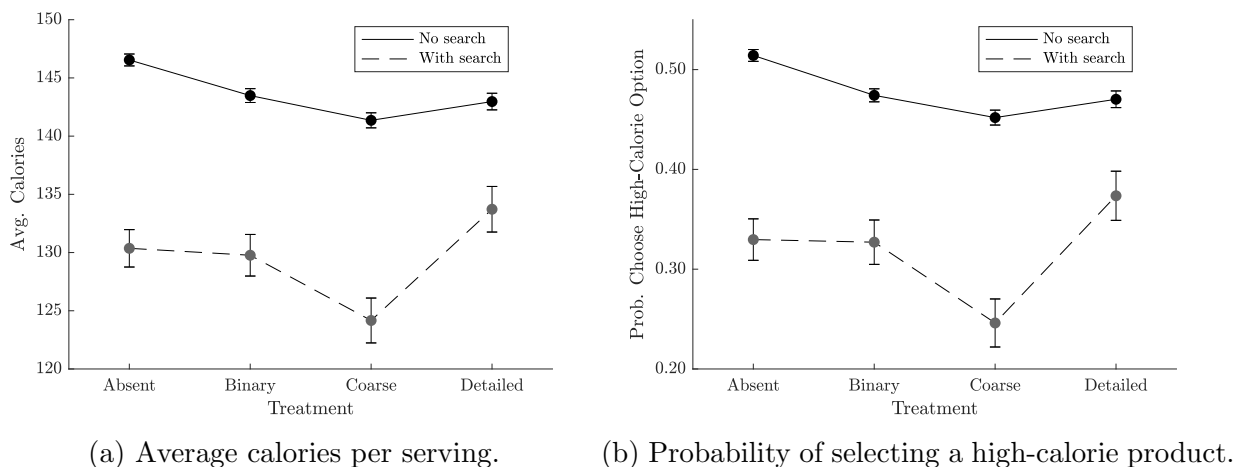 150
145
140
135
130
125
120
Avg. Calories
No search
With search
Absent
Binary
Coarse
Detailed
Treatment
(a) Average calories per serving.
0.50
0.40
0.30
0.20
Prob. Choose High-Calorie Option
No search
With search
Absent
Binary
Coarse
Detailed
Treatment
(b) Probability of selecting a high-calorie product.